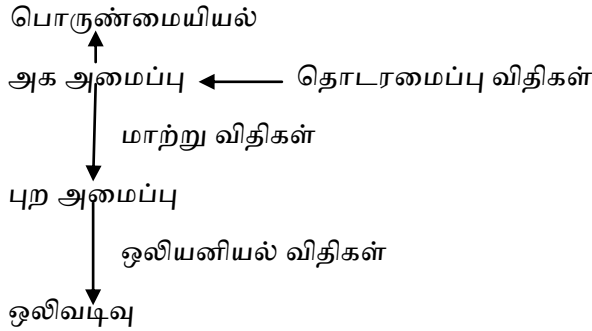 பொருண்மையியல்
அக அமைப்பு தொடரமைப்பு விதிகள்
மாற்று விதிகள்
புற அமைப்பு
ஒலியனியல் விதிகள்
ஒலிவடிவு